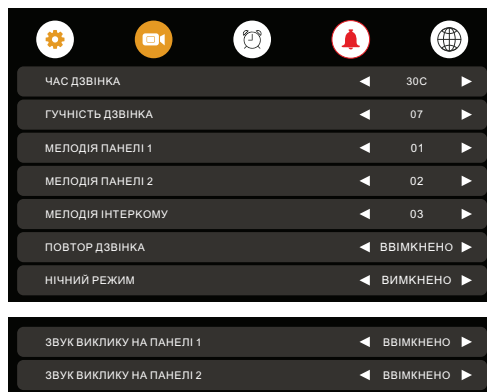 ЧАС ДЗВІНКА 30С
ГУЧНІСТЬ ДЗВІНКА 07
МЕЛОДІЯ ПАНЕЛІ 1 01
МЕЛОДІЯ ПАНЕЛІ 2 02
МЕЛОДІЯ ІНТЕРКОМУ 03
ПОВТОР ДЗВІНКА ВВІМКНЕНО
НІЧНИЙ РЕЖИМ ВИМКНЕНО
ЗВУК ВИКЛИКУ НА ПАНЕЛІ 1 ВВІМКНЕНО
ЗВУК ВИКЛИКУ НА ПАНЕЛІ 2 ВВІМКНЕНО